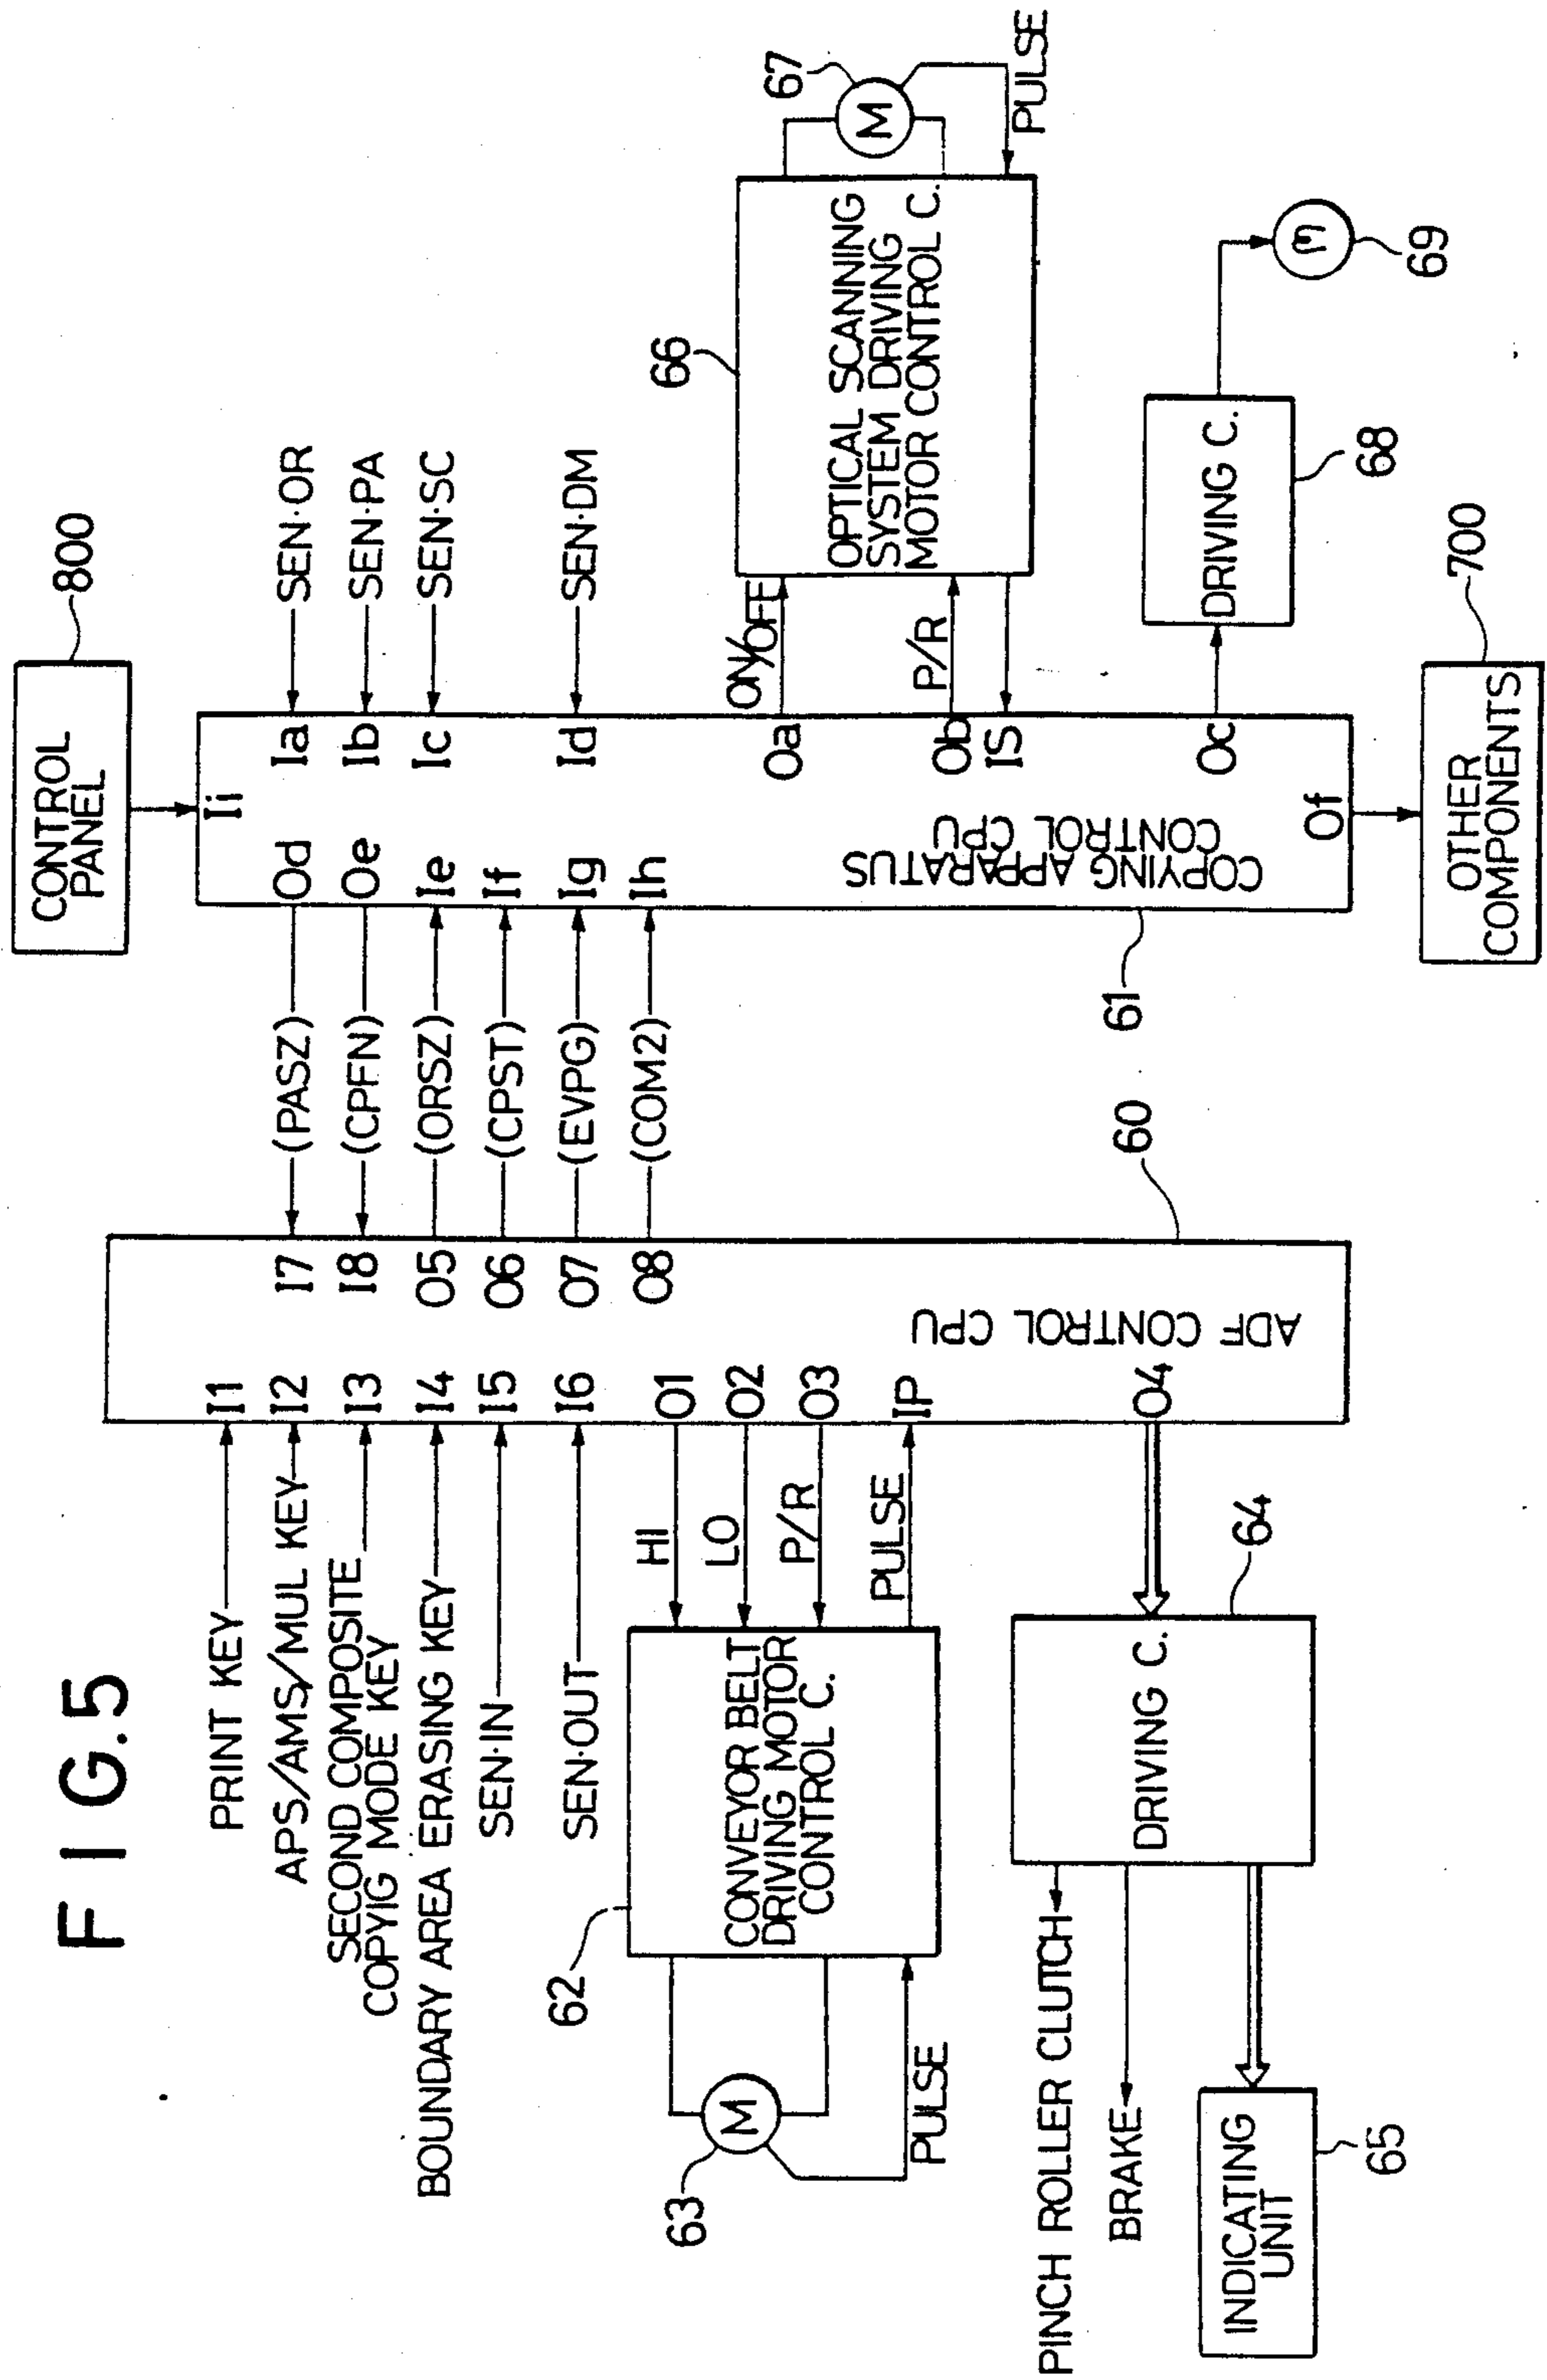 FIG.5
PRINT KEY
APS/AMS/MUL KEY
SECOND COMPOSITE
COPYIG MODE KEY
BOUNDARY AREA ERASING KEY
SEN·IN
SEN·OUT
I1
I2
I3
I4
I5
I6
62
CONVEYOR BELT
DRIVING MOTOR
CONTROL C.
63
M
PULSE
HI
LO
P/R
PULSE
O1
O2
O3
IP
O4
PINCH ROLLER CLUTCH
BRAKE
DRIVING C.
64
INDICATING
UNIT
65
ADF CONTROL CPU
60
I7
I8
O5
O6
O7
O8
(PASZ)
(CPFN)
(ORSZ)
(CPST)
(EVPG)
(COM2)
Od
Oe
Ie
If
Ig
Ih
COPYING APPARATUS
CONTROL CPU
61
CONTROL
PANEL
800
Ii
Ia
Ib
Ic
Id
SEN·OR
SEN·PA
SEN·SC
SEN·DM
Oa
Ob
IS
Oc
Of
ON/OFF
P/R
66
OPTICAL SCANNING
SYSTEM DRIVING
MOTOR CONTROL C.
67
M
PULSE
DRIVING C.
68
69
OTHER
COMPONENTS
700